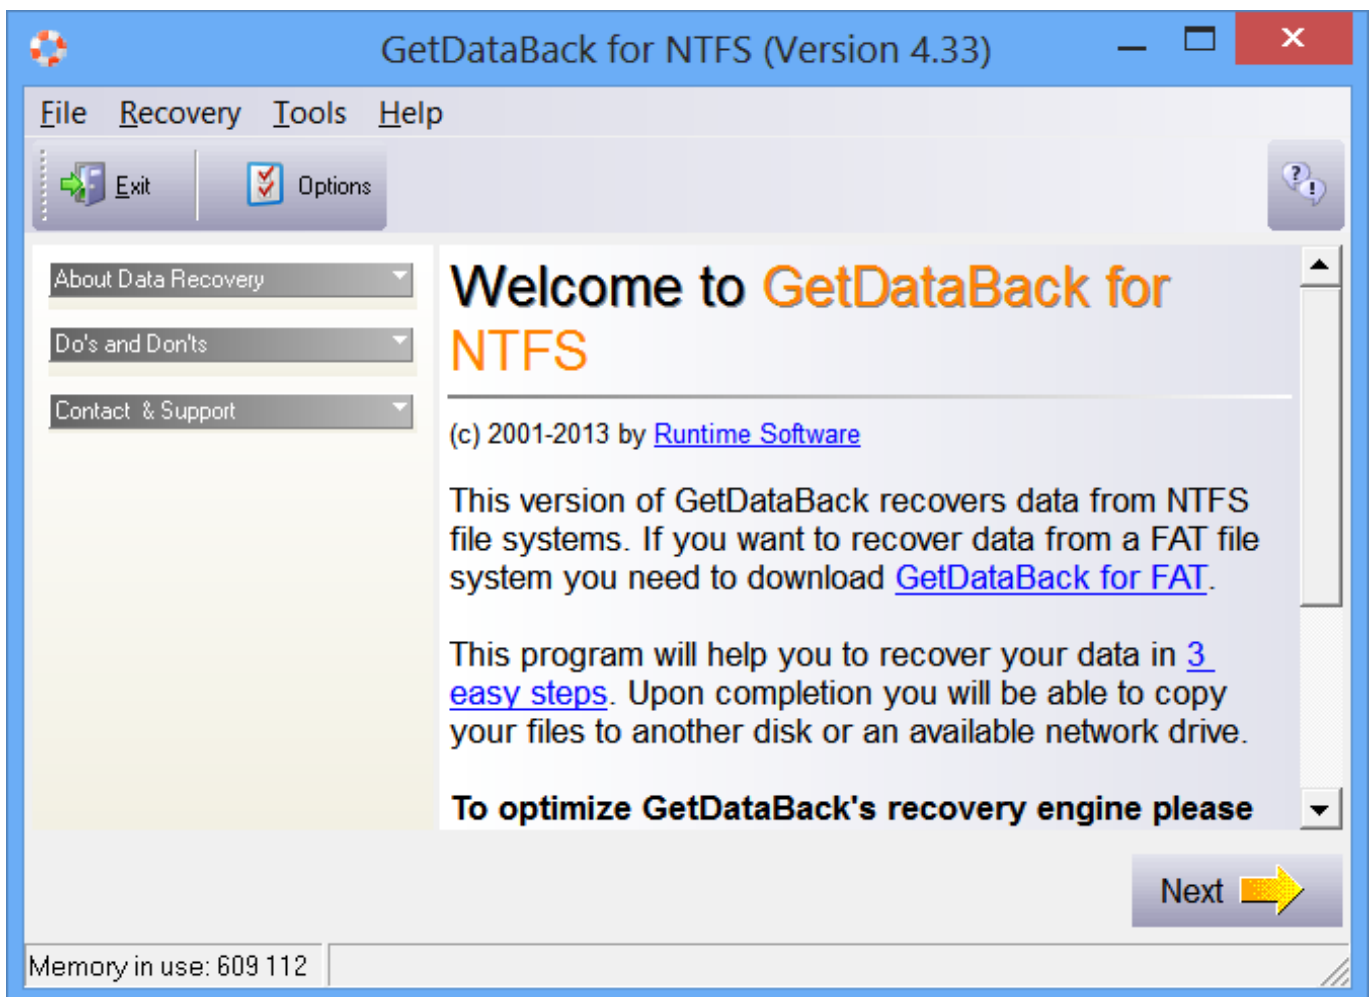 GetDataBack for NTFS (Version 4.33)
File Recovery Tools Help
Exit Options
About Data Recovery
Do's and Don'ts
Contact & Support
Welcome to GetDataBack for
NTFS
(c) 2001-2013 by Runtime Software
This version of GetDataBack recovers data from NTFS
file systems. If you want to recover data from a FAT file
system you need to download GetDataBack for FAT.
This program will help you to recover your data in 3
easy steps. Upon completion you will be able to copy
your files to another disk or an available network drive.
To optimize GetDataBack's recovery engine please
Next
Memory in use: 609 112